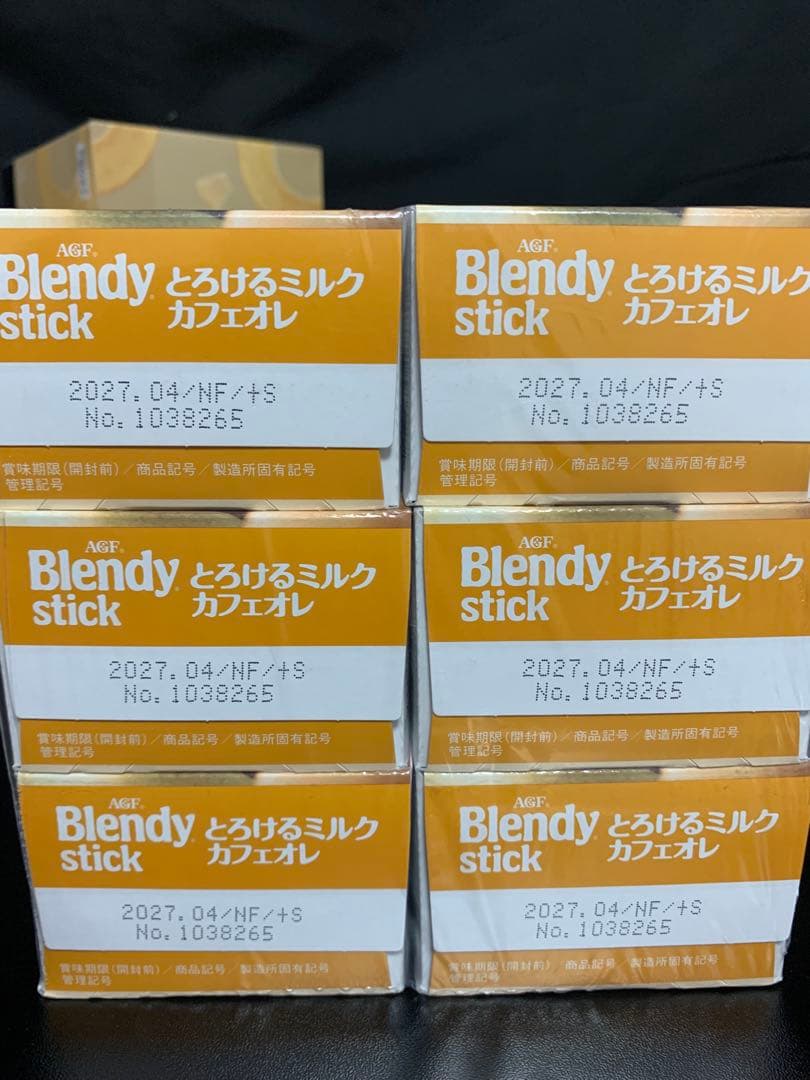 AGF®
Blendy® とろけるミルク
stick カフェオレ
2027.04/NF/+S
No.1038265
賞味期限(開封前)/商品記号/製造所固有記号
管理記号
AGF®
Blendy® とろけるミルク
stick カフェオレ
2027.04/NF/+S
No.1038265
賞味期限(開封前)/商品記号/製造所固有記号
管理記号
AGF®
Blendy® とろけるミルク
stick カフェオレ
2027.04/NF/+S
No.1038265
賞味期限(開封前)/商品記号/製造所固有記号
管理記号
AGF®
Blendy® とろけるミルク
stick カフェオレ
2027.04/NF/+S
No.1038265
賞味期限(開封前)/商品記号/製造所固有記号
管理記号
AGF®
Blendy® とろけるミルク
stick カフェオレ
2027.04/NF/+S
No.1038265
賞味期限(開封前)/商品記号/製造所固有記号
管理記号
AGF®
Blendy® とろけるミルク
stick カフェオレ
2027.04/NF/+S
No.1038265
賞味期限(開封前)/商品記号/製造所固有記号
管理記号